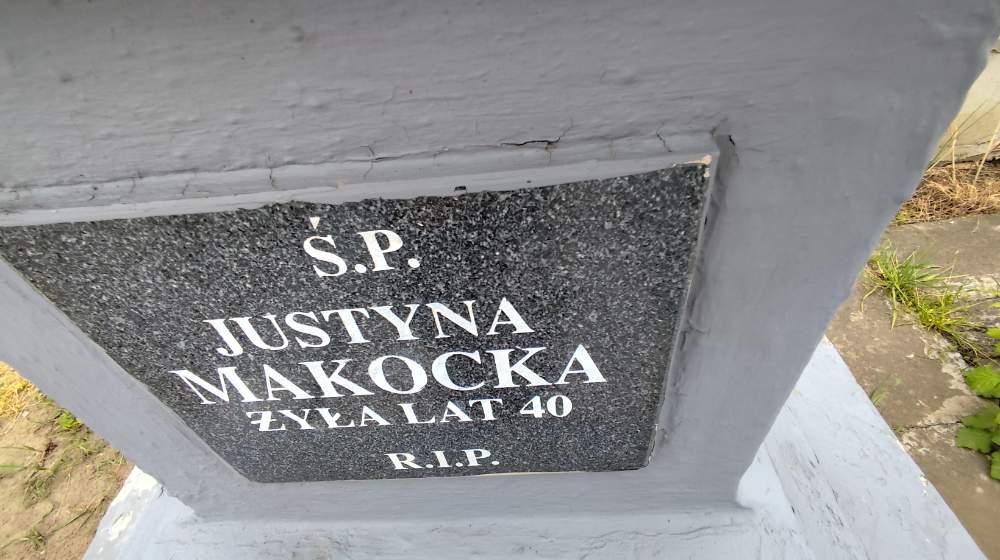 Ś.P.
JUSTYNA
MAKOCKA
ŻYŁA LAT 40
R.I.P.